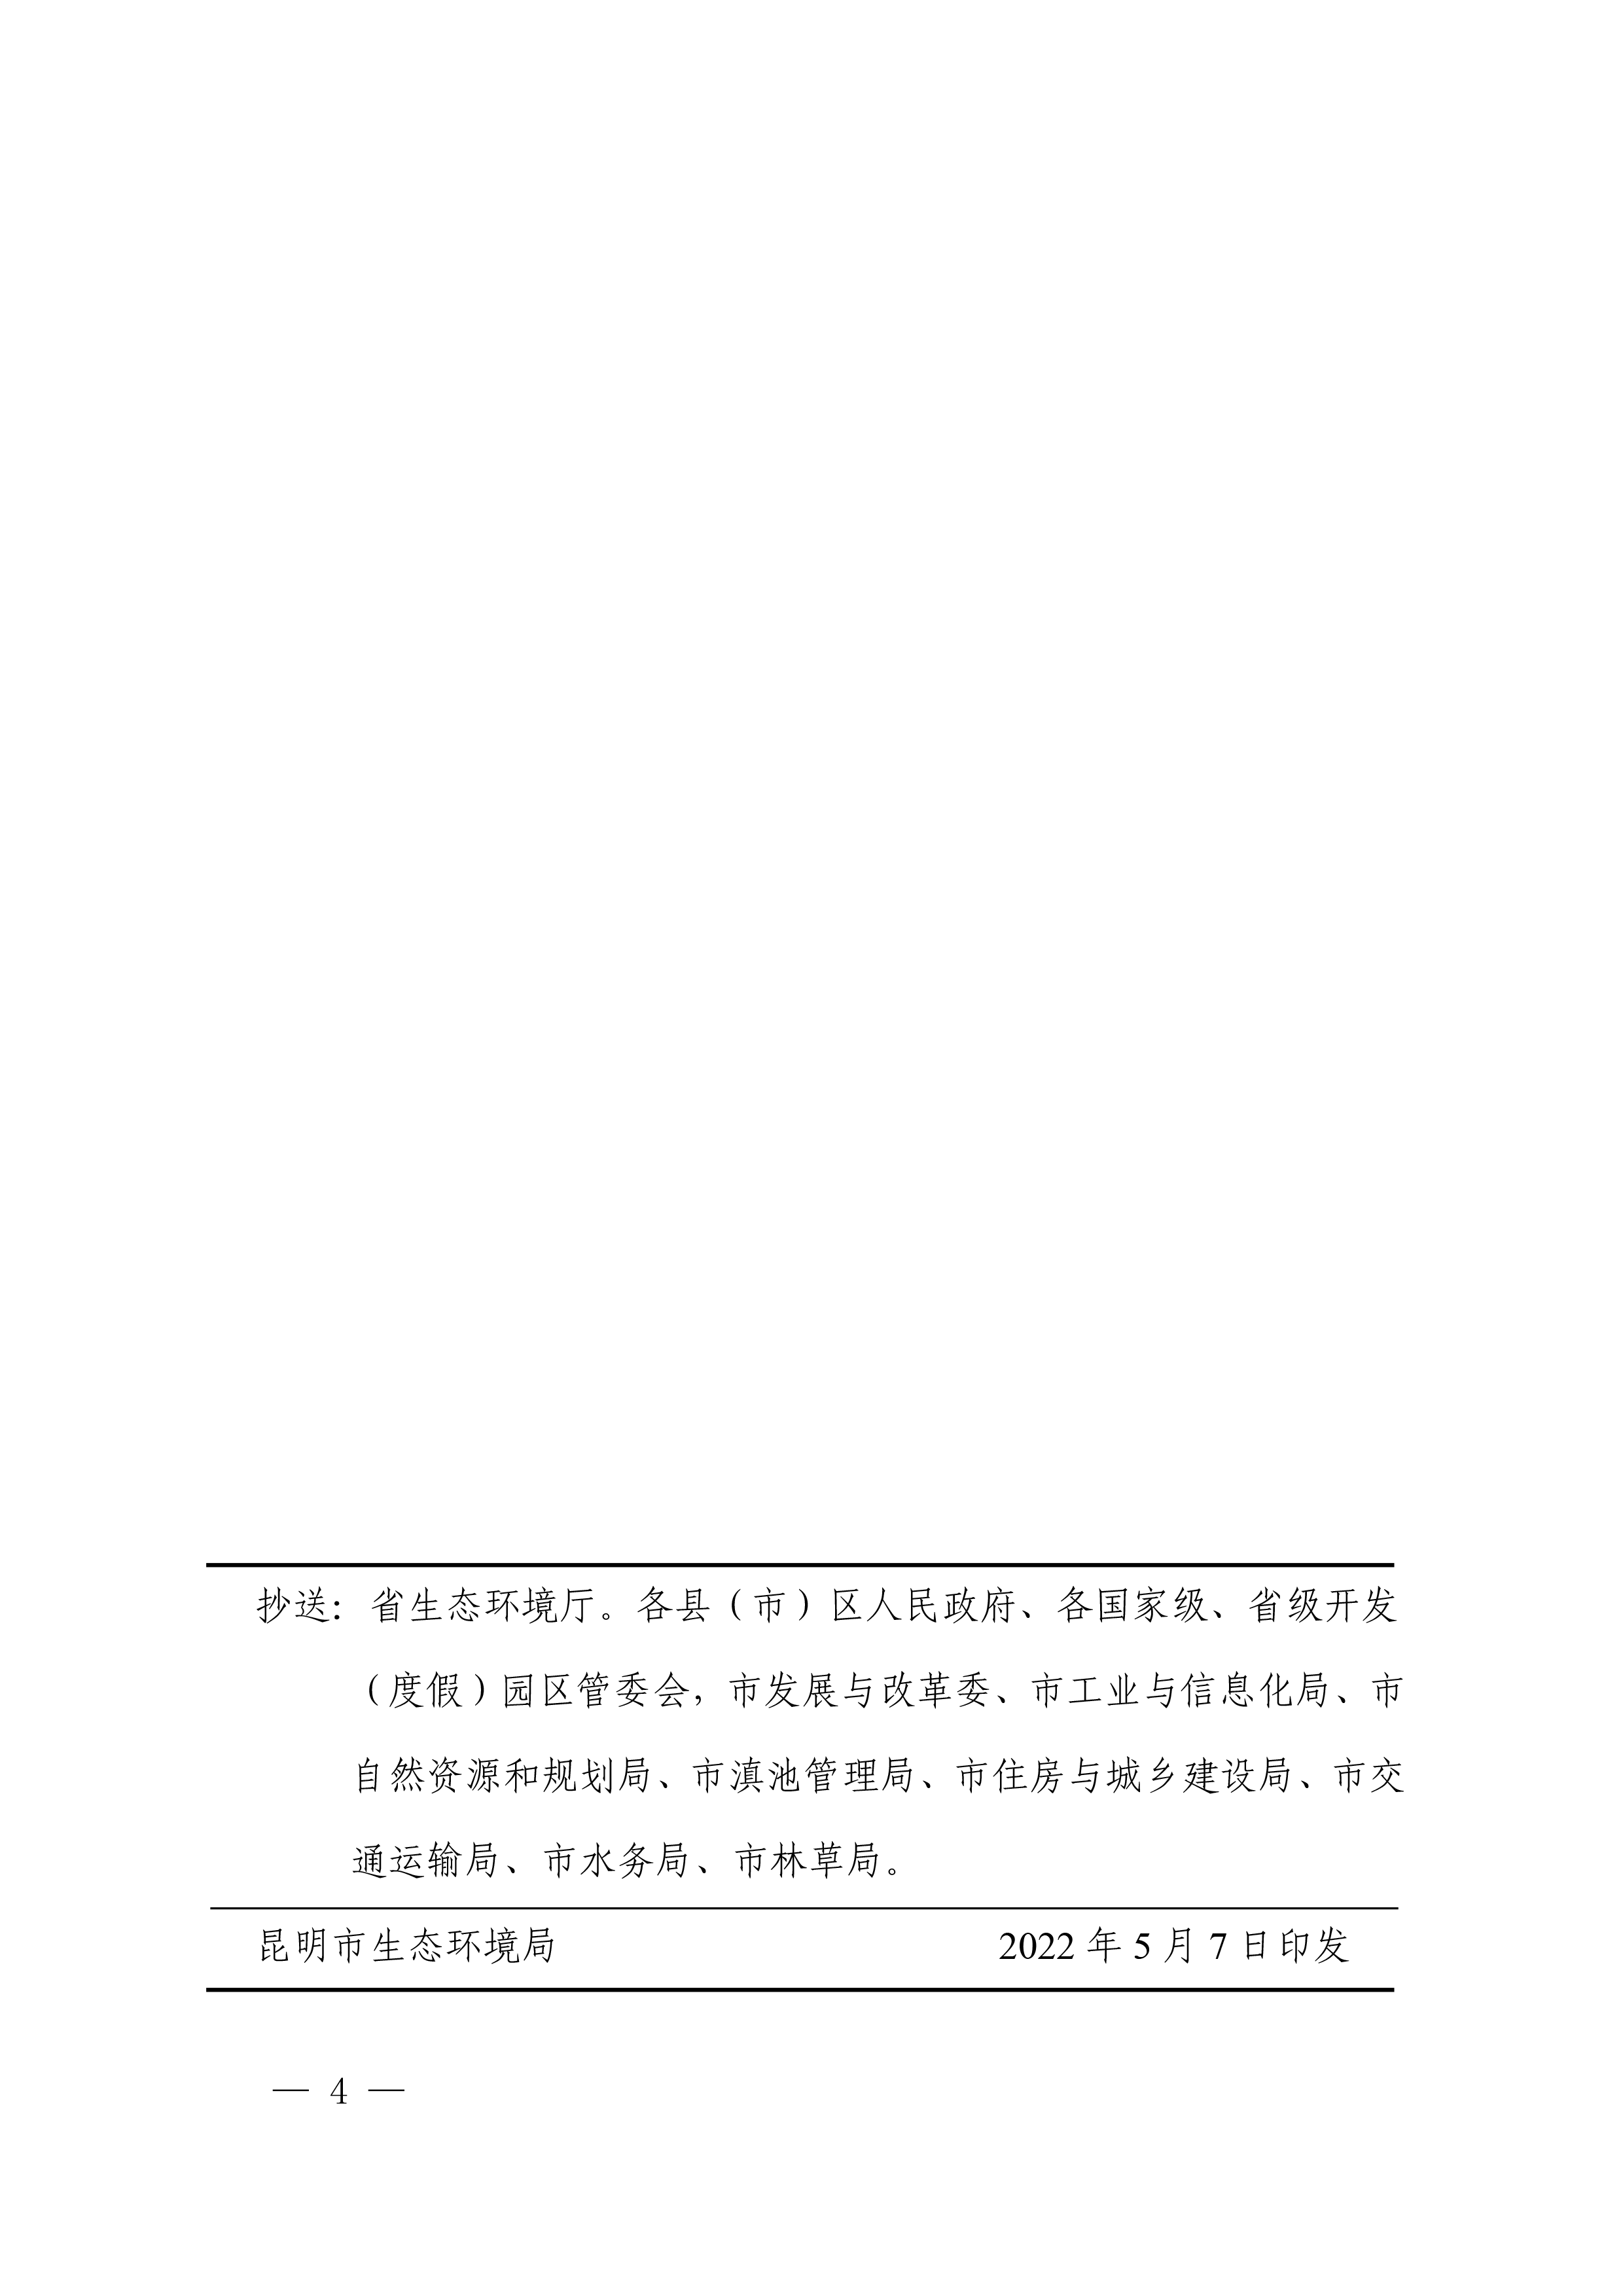 抄送：省生态环境厅。各县（市）区人民政府、各国家级、省级开发
（度假）园区管委会，市发展与改革委、市工业与信息化局、市
自然资源和规划局、市滇池管理局、市住房与城乡建设局、市交
通运输局、市水务局、市林草局。
昆明市生态环境局 2022年5月7日印发
— 4 —